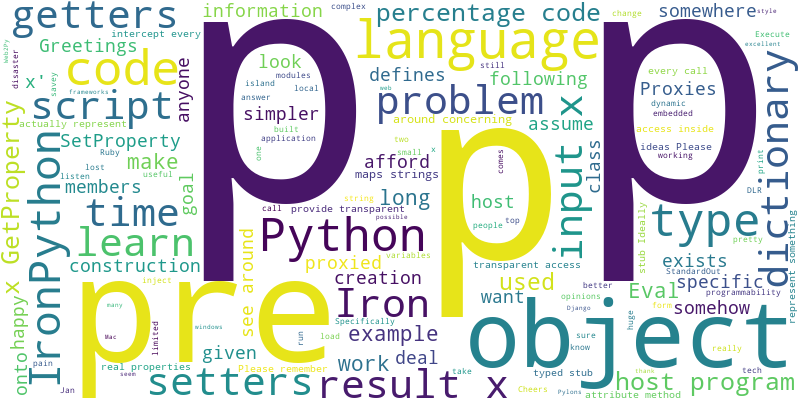 p p
p p
pre
object
language
problem
code
script
getters
setters
type
dictionary
IronPython
Python
Iron
time
learn
result x
input x
host program
percentage code
information
somewhere
complex
style
change
intercept every
Greetings
x'
anyone
Web2Py
disaster
savey
frameworks
actually represent
SetProperty
GetProperty
make
members
goal
Ruby
lost
listen
useful
one
construction
onto
happyx
look
island
modules
answer
local
simpler
built
application
still
web
defines
following
around concerning
assume
two
small
x
afford
maps strings
long
class
call
provide transparent
string
possible
proxied
variables
creation
see around
inject
many
Mac
limited
windows
real properties
pain
Jan
seem
given
Please remember
Specifically
load
run
example
work
deal
take
Cheers
host
people
top
comes
transparent access
used
want
opinions
Django
form
better
sure
know
typed stub
Pylons
attribute method
thank
huge
really
tech
Eval
specific
somehow
programmability
StandardOut
exists
pretty
stub Ideally
DLR
print
represent something
every call
Proxies
dynamic
embedded
access inside
ideas Please
working
Execute
excellent